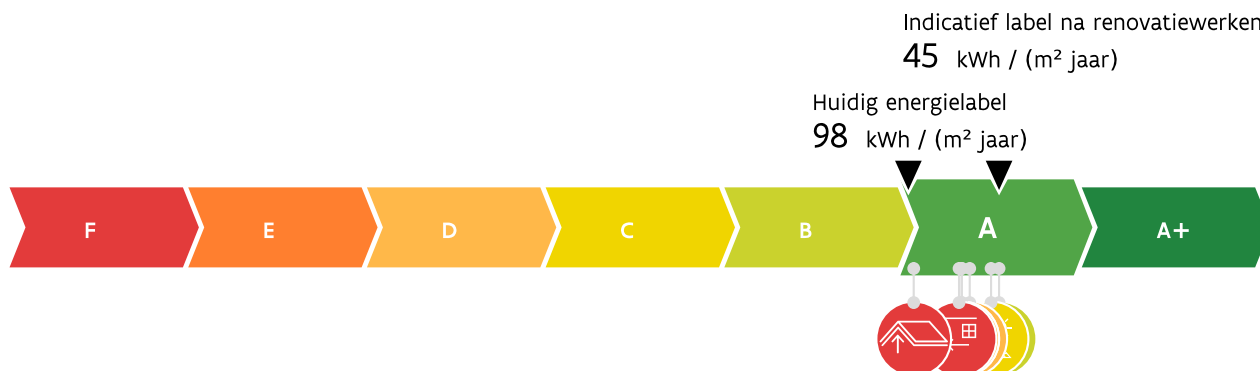 Indicatief label na renovatiewerken
45 kWh / (m² jaar)
Huidig energielabel
98 kWh / (m² jaar)
F E D C B A A+